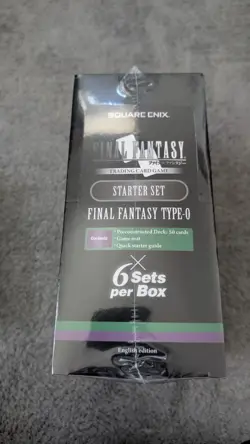 SQUARE ENIX.
FINAL FANTASY
TRADING CARD GAME
STARTER SET
FINAL FANTASY TYPE-0
• Preconstructed Deck/ 50 cards
• Game mat
• Quick starter guide
×
6 Sets
per Box
English edition